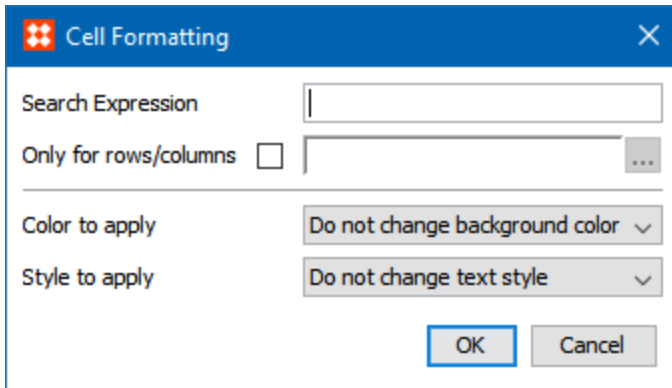 Cell Formatting
Search Expression
Only for rows/columns
...
Color to apply Do not change background color
Style to apply Do not change text style
OK Cancel